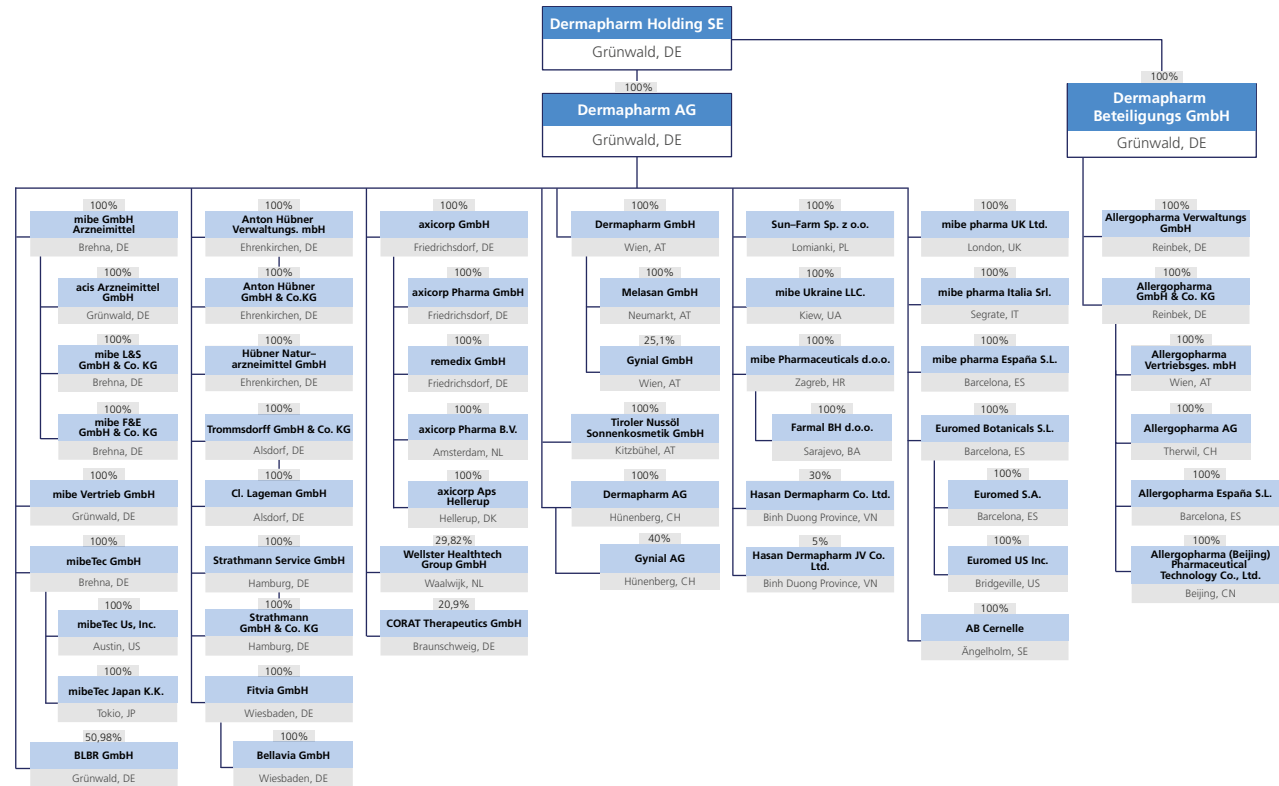 Dermapharm Holding SE
Grünwald, DE
100%
Dermapharm AG
Grünwald, DE
100%
Dermapharm
Beteiligungs GmbH
Grünwald, DE
100%
mibe GmbH
Arzneimittel
Brehna, DE
100%
acis Arzneimittel
GmbH
Grünwald, DE
100%
mibe L&S
GmbH & Co. KG
Brehna, DE
100%
mibe F&E
GmbH & Co. KG
Brehna, DE
100%
mibe Vertrieb GmbH
Grünwald, DE
100%
mibeTec GmbH
Brehna, DE
100%
mibeTec Us, Inc.
Austin, US
100%
mibeTec Japan K.K.
Tokio, JP
50,98%
BLBR GmbH
Grünwald, DE
100%
Anton Hübner
Verwaltungs. mbH
Ehrenkirchen, DE
100%
Anton Hübner
GmbH & Co.KG
Ehrenkirchen, DE
100%
Hübner Natur–
arzneimittel GmbH
Ehrenkirchen, DE
100%
Trommsdorff GmbH & Co. KG
Alsdorf, DE
100%
Cl. Lageman GmbH
Alsdorf, DE
100%
Strathmann Service GmbH
Hamburg, DE
100%
Strathmann
GmbH & Co. KG
Hamburg, DE
100%
Fitvia GmbH
Wiesbaden, DE
100%
Bellavia GmbH
Wiesbaden, DE
100%
axicorp GmbH
Friedrichsdorf, DE
100%
axicorp Pharma GmbH
Friedrichsdorf, DE
100%
remedix GmbH
Friedrichsdorf, DE
100%
axicorp Pharma B.V.
Amsterdam, NL
100%
axicorp Aps
Hellerup
Hellerup, DK
29,82%
Wellster Healthtech
Group GmbH
Waalwijk, NL
20,9%
CORAT Therapeutics GmbH
Braunschweig, DE
100%
Dermapharm GmbH
Wien, AT
100%
Melasan GmbH
Neumarkt, AT
25,1%
Gynial GmbH
Wien, AT
100%
Tiroler Nussöl
Sonnenkosmetik GmbH
Kitzbühel, AT
100%
Dermapharm AG
Hünenberg, CH
40%
Gynial AG
Hünenberg, CH
100%
Sun–Farm Sp. z o.o.
Lomianki, PL
100%
mibe Ukraine LLC.
Kiew, UA
100%
mibe Pharmaceuticals d.o.o.
Zagreb, HR
100%
Farmal BH d.o.o.
Sarajevo, BA
30%
Hasan Dermapharm Co. Ltd.
Binh Duong Province, VN
5%
Hasan Dermapharm JV Co.
Ltd.
Binh Duong Province, VN
100%
mibe pharma UK Ltd.
London, UK
100%
mibe pharma Italia Srl.
Segrate, IT
100%
mibe pharma España S.L.
Barcelona, ES
100%
Euromed Botanicals S.L.
Barcelona, ES
100%
Euromed S.A.
Barcelona, ES
100%
Euromed US Inc.
Bridgeville, US
100%
AB Cernelle
Ängelholm, SE
100%
Allergopharma Verwaltungs
GmbH
Reinbek, DE
100%
Allergopharma
GmbH & Co. KG
Reinbek, DE
100%
Allergopharma
Vertriebsges. mbH
Wien, AT
100%
Allergopharma AG
Therwil, CH
100%
Allergopharma España S.L.
Barcelona, ES
100%
Allergopharma (Beijing)
Pharmaceutical
Technology Co., Ltd.
Beijing, CN